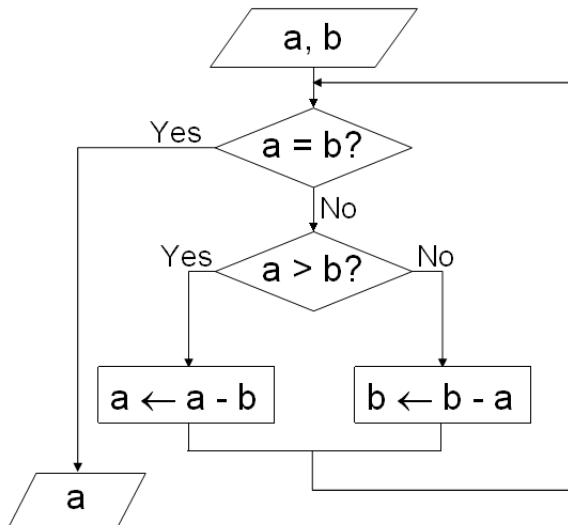 a, b
Yes
a = b?
No
Yes
a > b?
No
a ← a - b
b ← b - a
a